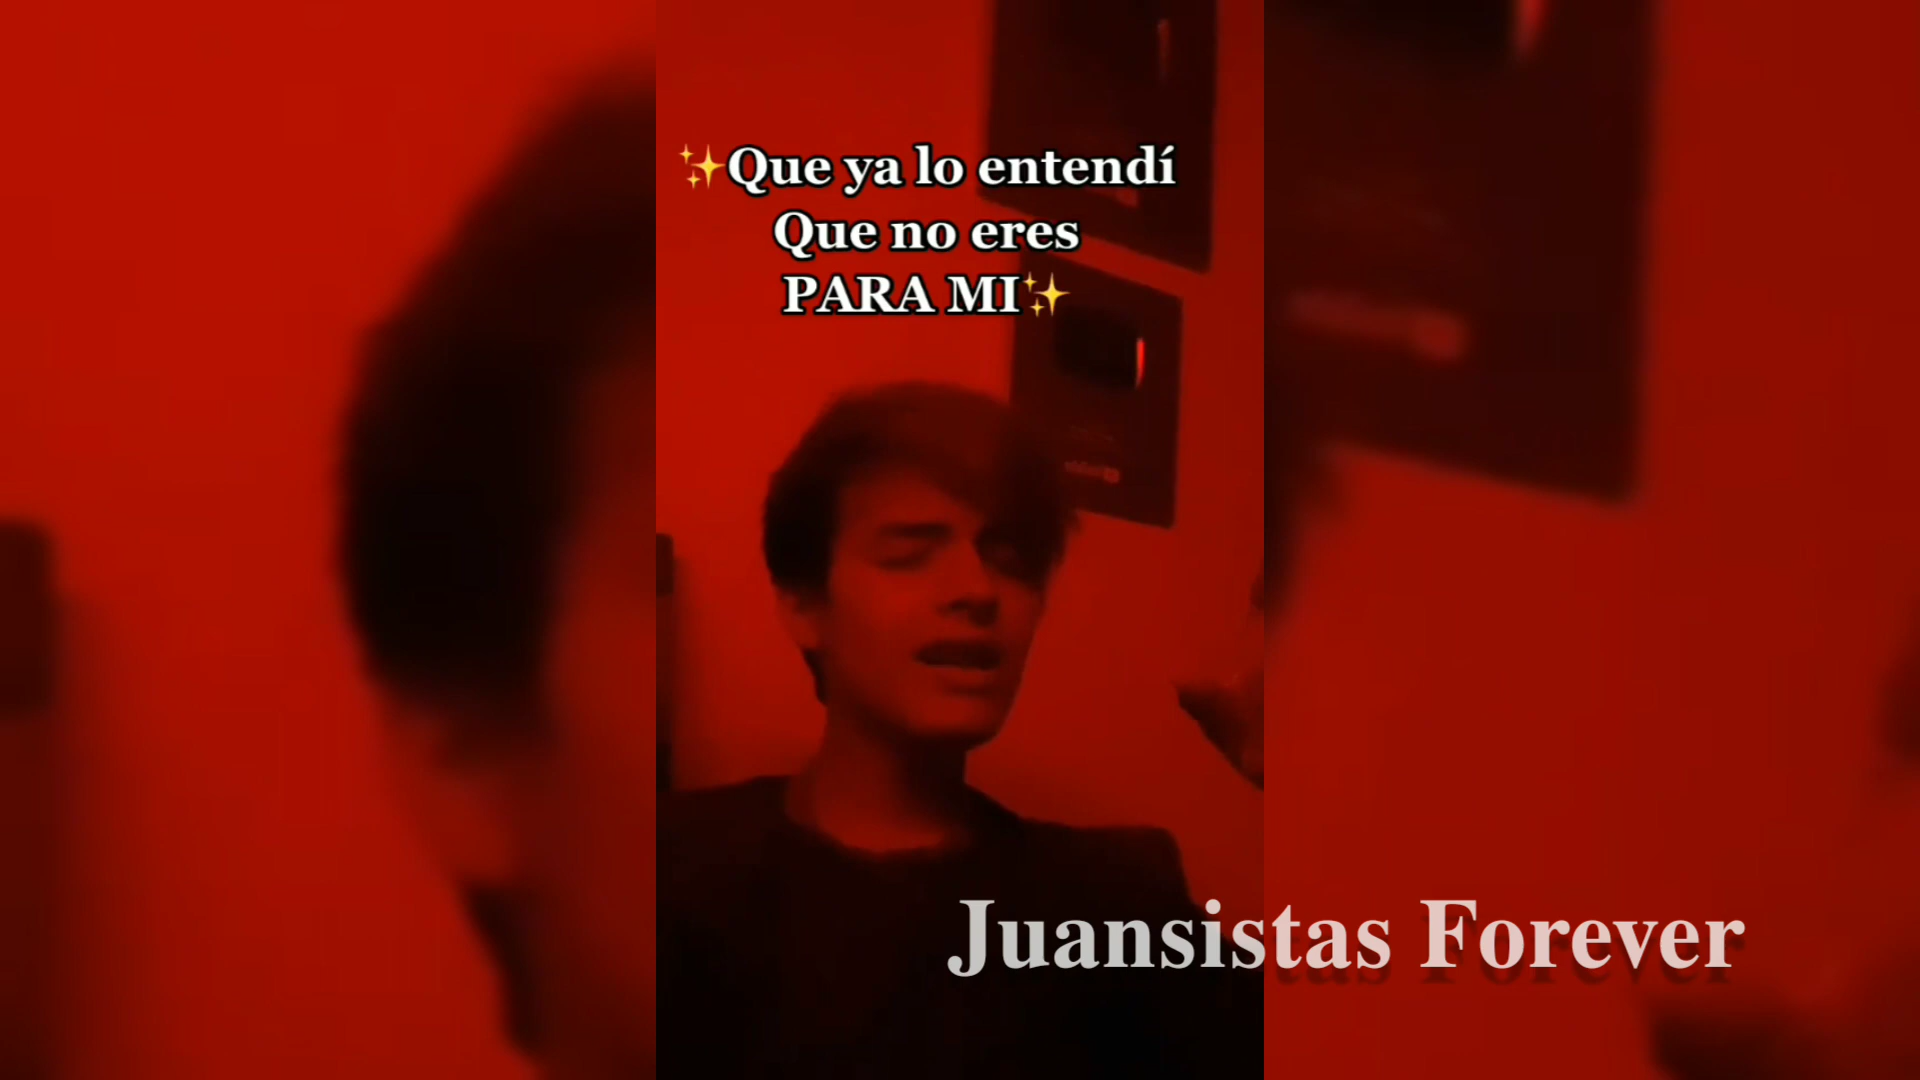 ✨Que ya lo entendí
Que no eres
PARA MI✨
Juansistas Forever